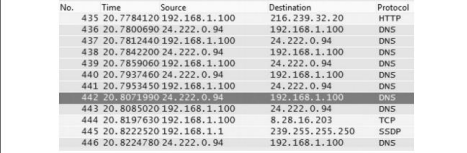 No. Time Source Destination Protocol
435 20.7784120 192.168.1.100 216.239.32.20 HTTP
436 20.7800690 24.222.0.94 192.168.1.100 DNS
437 20.7812440 192.168.1.100 24.222.0.94 DNS
438 20.7842200 24.222.0.94 192.168.1.100 DNS
439 20.7859060 192.168.1.100 24.222.0.94 DNS
440 20.7937460 24.222.0.94 192.168.1.100 DNS
441 20.7953450 192.168.1.100 24.222.0.94 DNS
442 20.8071990 24.222.0.94 192.168.1.100 DNS
443 20.8085020 192.168.1.100 24.222.0.94 DNS
444 20.8197630 192.168.1.100 8.28.16.203 TCP
445 20.8222520 192.168.1.1 239.255.255.250 SSDP
446 20.8224780 24.222.0.94 192.168.1.100 DNS